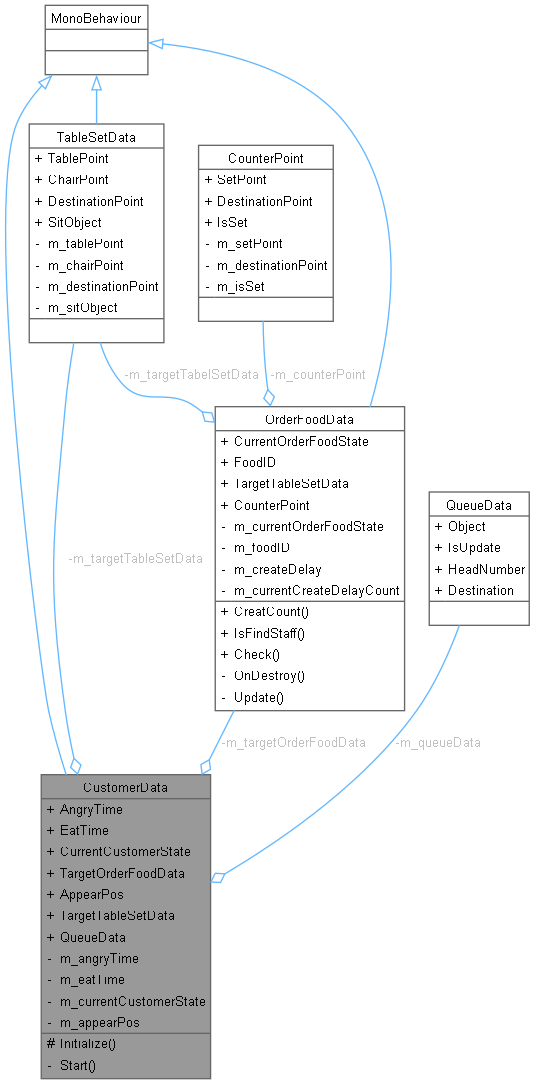 MonoBehaviour
TableSetData
+ TablePoint
+ ChairPoint
+ DestinationPoint
+ SitObject
- m_tablePoint
- m_chairPoint
- m_destinationPoint
- m_sitObject
CounterPoint
+ SetPoint
+ DestinationPoint
+ IsSet
- m_setPoint
- m_destinationPoint
- m_isSet
-m_targetTabelSetData
-m_counterPoint
OrderFoodData
+ CurrentOrderFoodState
+ FoodID
+ TargetTableSetData
+ CounterPoint
- m_currentOrderFoodState
- m_foodID
- m_createDelay
- m_currentCreateDelayCount
+ CreatCount()
+ IsFindStaff()
+ Check()
- OnDestroy()
- Update()
QueueData
+ Object
+ IsUpdate
+ HeadNumber
+ Destination
-m_targetTableSetData
-m_targetOrderFoodData
-m_queueData
CustomerData
+ AngryTime
+ EatTime
+ CurrentCustomerState
+ TargetOrderFoodData
+ AppearPos
+ TargetTableSetData
+ QueueData
- m_angryTime
- m_eatTime
- m_currentCustomerState
- m_appearPos
# Initialize()
- Start()